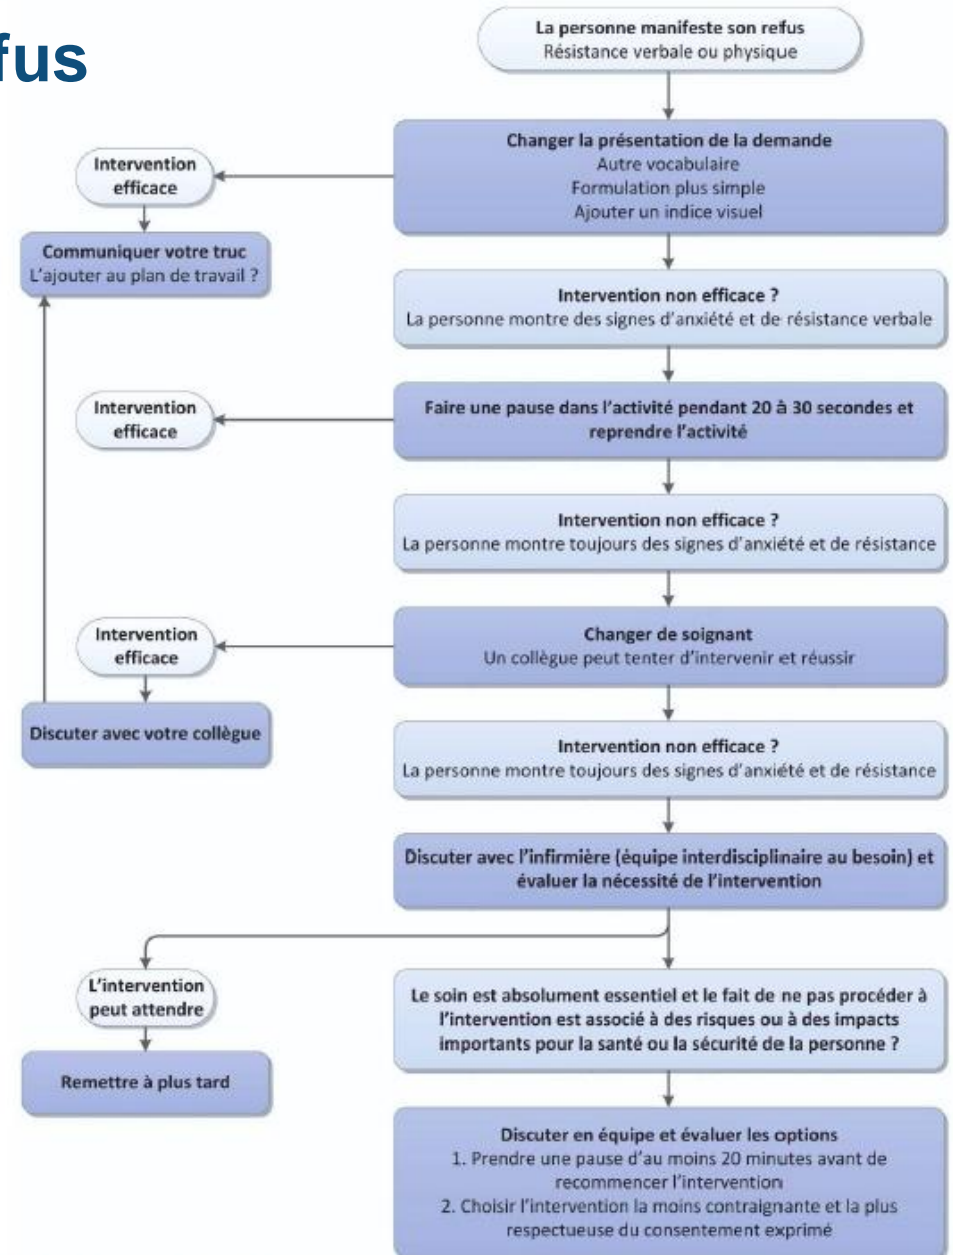 fus
La personne manifeste son refus
Résistance verbale ou physique
Changer la présentation de la demande
Autre vocabulaire
Formulation plus simple
Ajouter un indice visuel
Intervention
efficace
Communiquer votre truc
L'ajouter au plan de travail ?
Intervention non efficace ?
La personne montre des signes d'anxiété et de résistance verbale
Faire une pause dans l'activité pendant 20 à 30 secondes et
reprendre l'activité
Intervention
efficace
Intervention non efficace ?
La personne montre toujours des signes d'anxiété et de résistance
Changer de soignant
Un collègue peut tenter d'intervenir et réussir
Intervention
efficace
Discuter avec votre collègue
Intervention non efficace ?
La personne montre toujours des signes d'anxiété et de résistance
Discuter avec l'infirmière (équipe interdisciplinaire au besoin) et
évaluer la nécessité de l'intervention
L'intervention
peut attendre
Remettre à plus tard
Le soin est absolument essentiel et le fait de ne pas procéder à
l'intervention est associé à des risques ou à des impacts
importants pour la santé ou la sécurité de la personne ?
Discuter en équipe et évaluer les options
1. Prendre une pause d'au moins 20 minutes avant de
recommencer l'intervention
2. Choisir l'intervention la moins contraignante et la plus
respectueuse du consentement exprimé